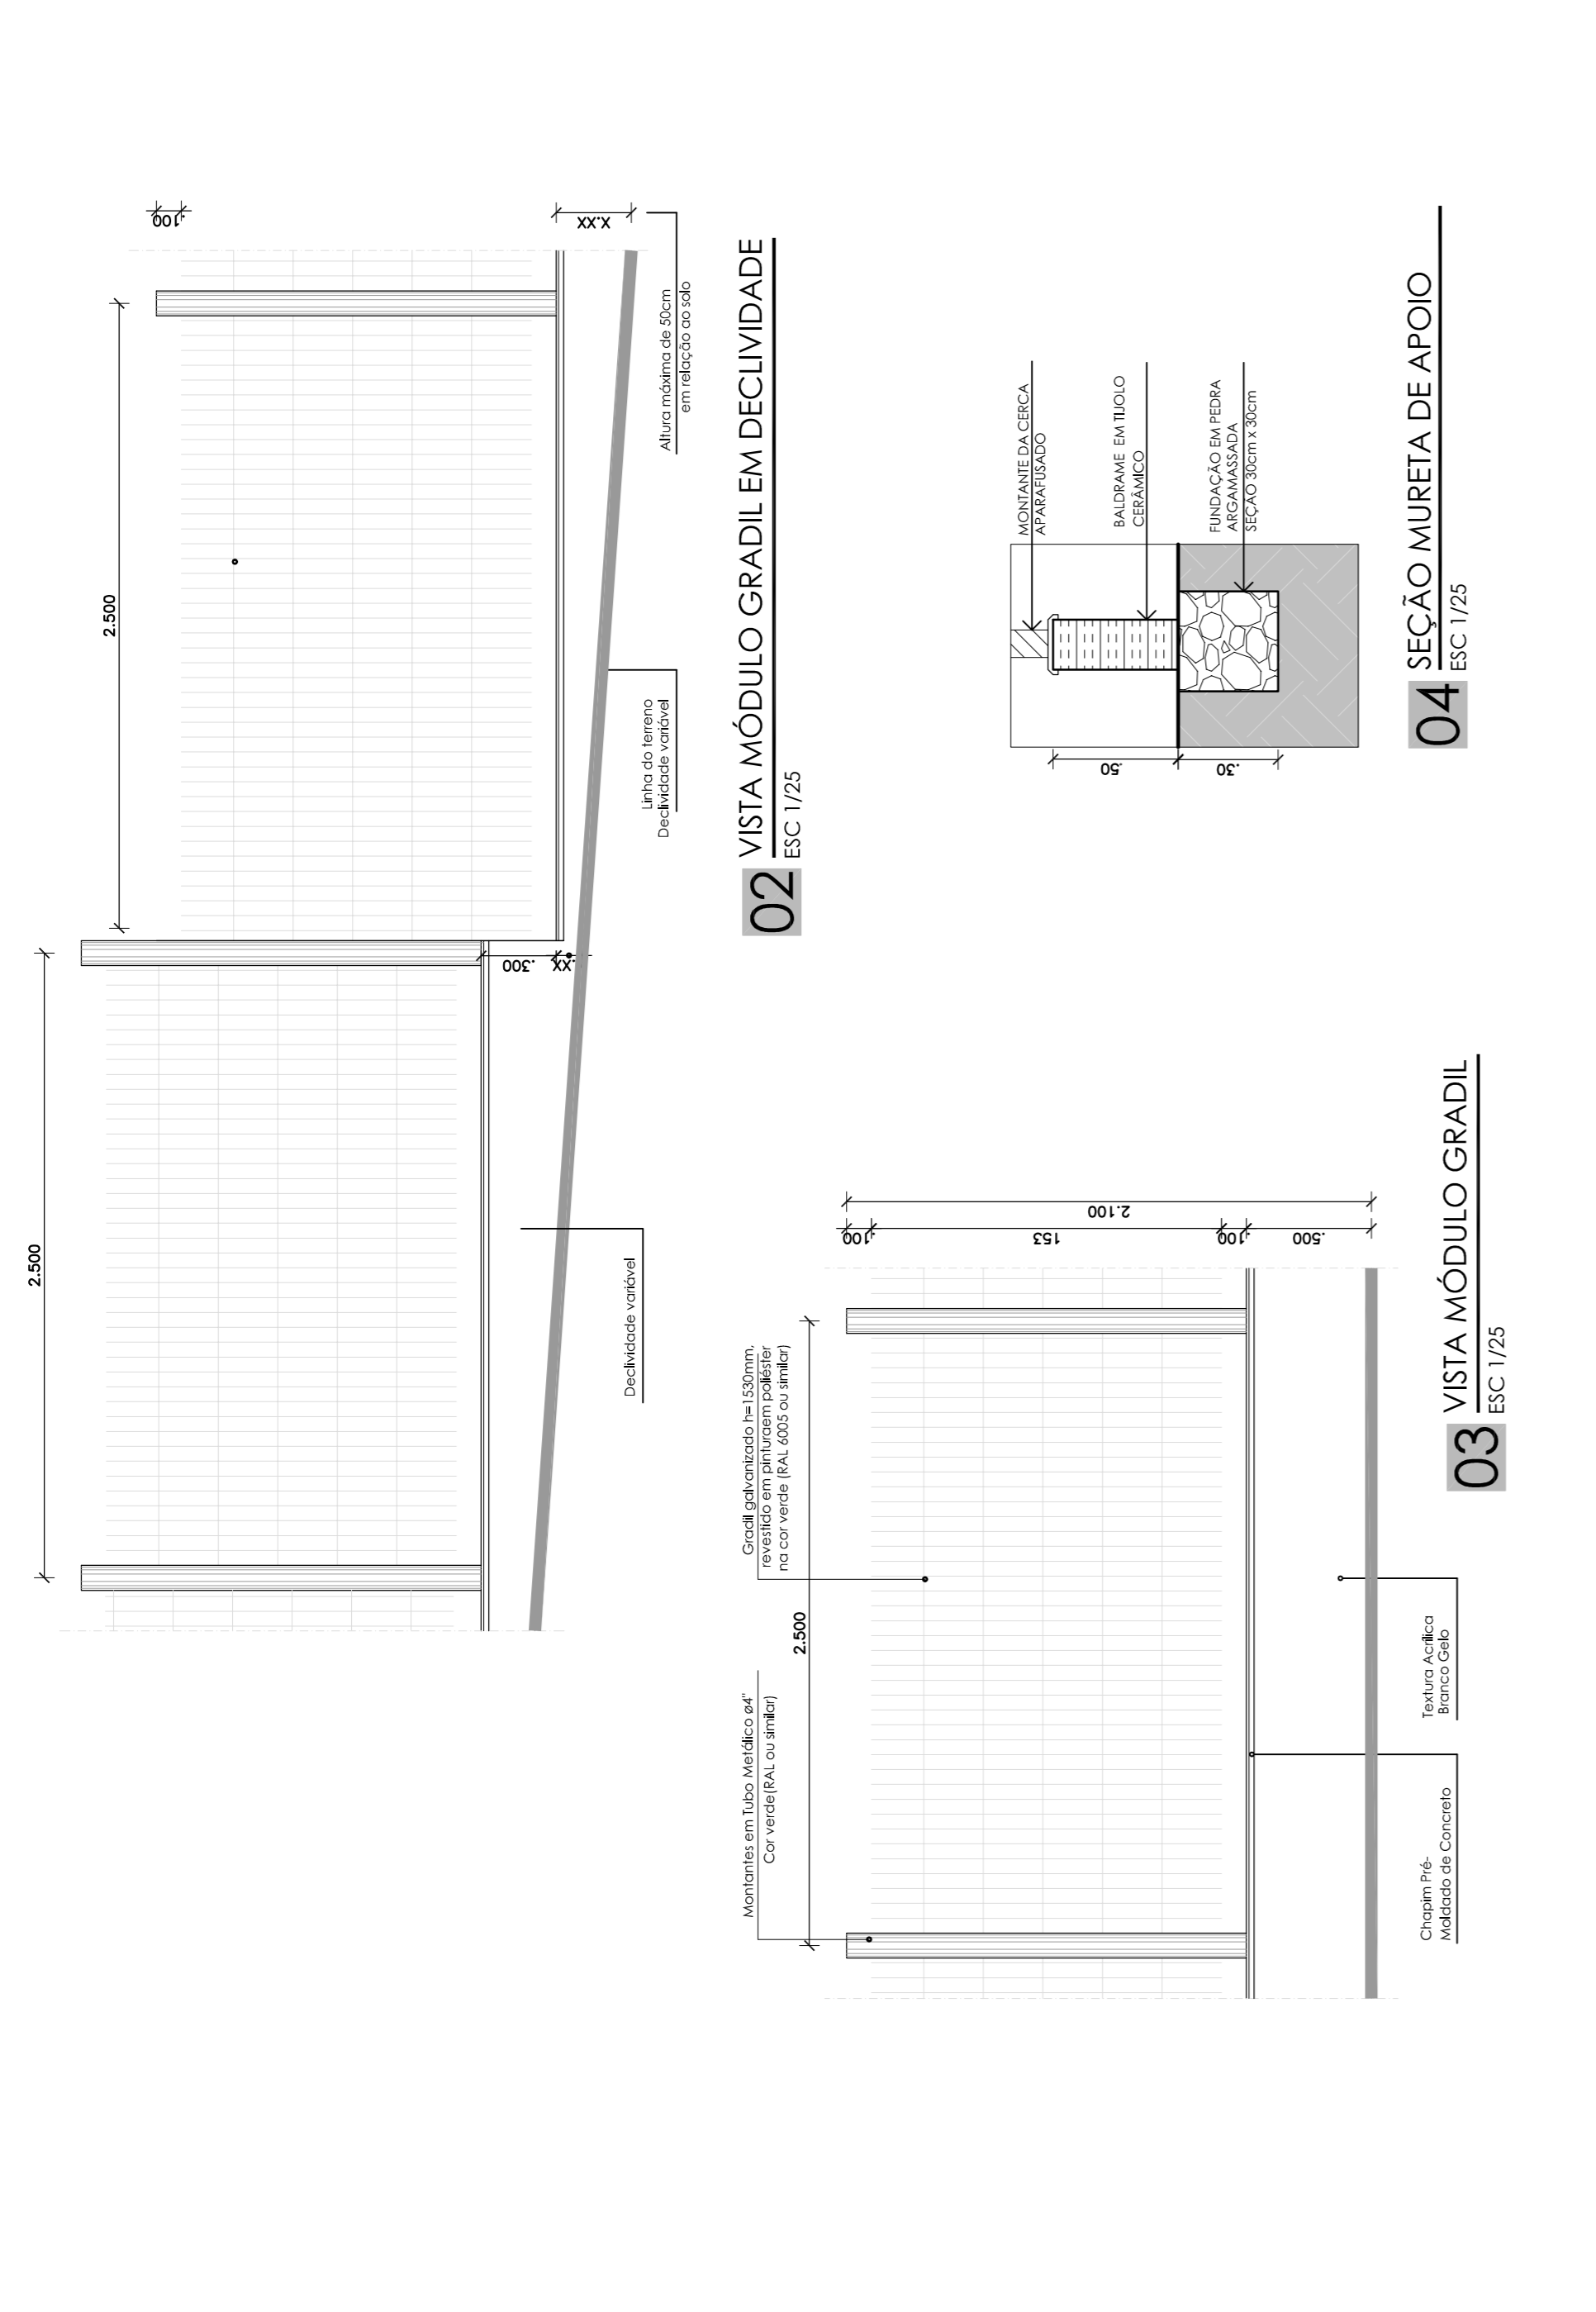 2.500
2.500
.100
.300
.XX
X.XX
Declividade variável
Linha do terreno
Declividade variável
Altura máxima de 50cm
em relação ao solo
02
VISTA MÓDULO GRADIL EM DECLIVIDADE
ESC 1/25
Montantes em Tubo Metálico ø4"
Cor verde(RAL ou similar)
Gradil galvanizado h=1530mm,
revestido em pinturaem poliéster
na cor verde (RAL 6005 ou similar)
2.500
.100
153
.100
.500
2.100
Chapim Pré-
Moldado de Concreto
Textura Acrílica
Branco Gelo
03
VISTA MÓDULO GRADIL
ESC 1/25
MONTANTE DA CERCA
APARAFUSADO
BALDRAME EM TIJOLO
CERÂMICO
FUNDAÇÃO EM PEDRA
ARGAMASSADA
SEÇÃO 30cm x 30cm
.50
.30
04
SEÇÃO MURETA DE APOIO
ESC 1/25